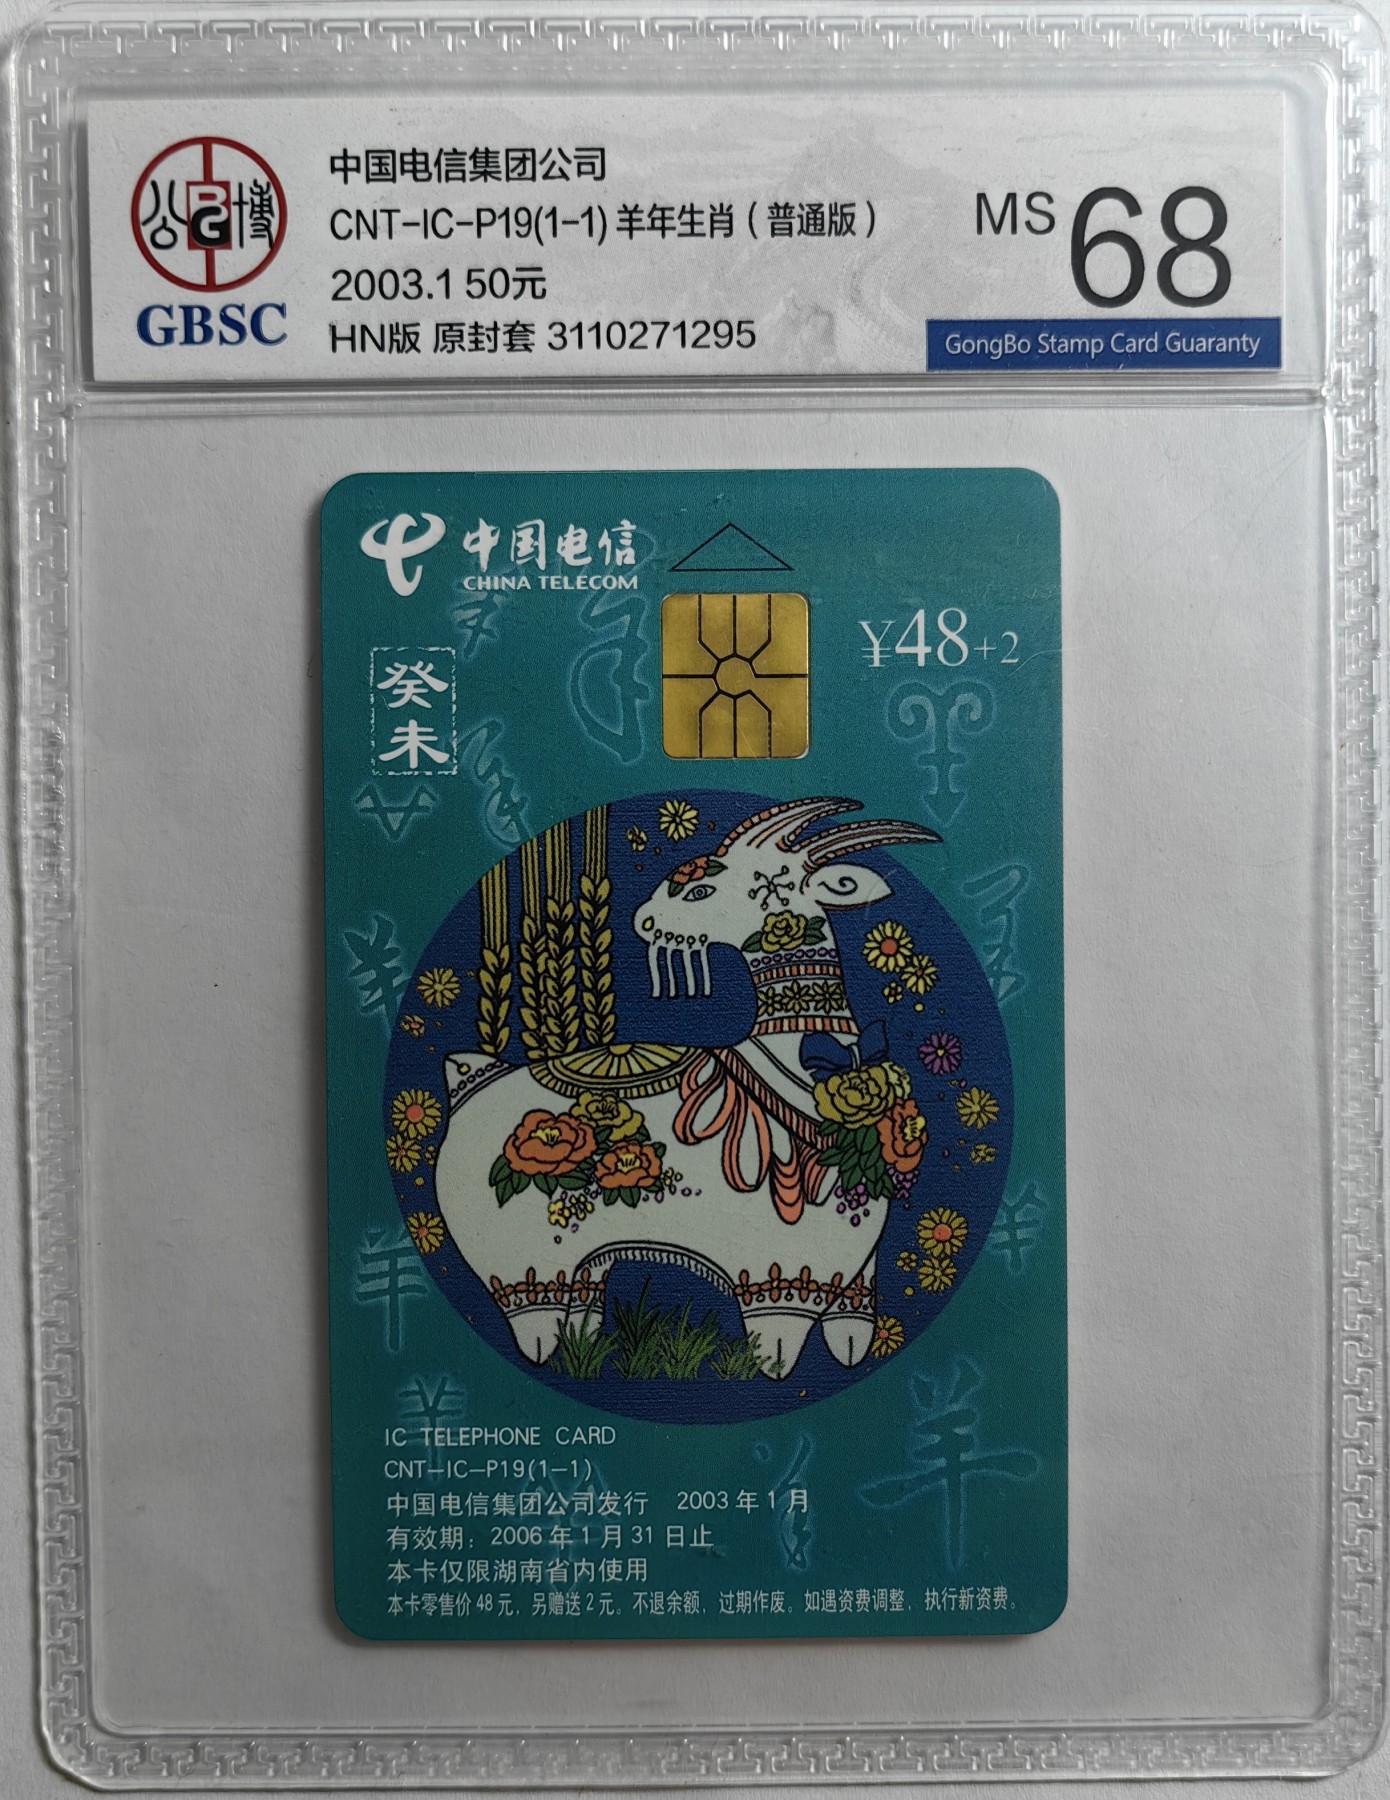 公博
GBSC
中国电信集团公司
CNT-IC-P19(1-1) 羊年生肖（普通版）
2003.1 50元
HN版 原封套 3110271295
MS 68
GongBo Stamp Card Guaranty
中国电信
CHINA TELECOM
¥48+2
癸未
羊
羊
羊
羊
羊
IC TELEPHONE CARD
CNT-IC-P19(1-1)
中国电信集团公司发行 2003年1月
有效期：2006年1月31日止
本卡仅限湖南省内使用
本卡零售价48元，另赠送2元。不退余额，过期作废。如遇资费调整，执行新资费。